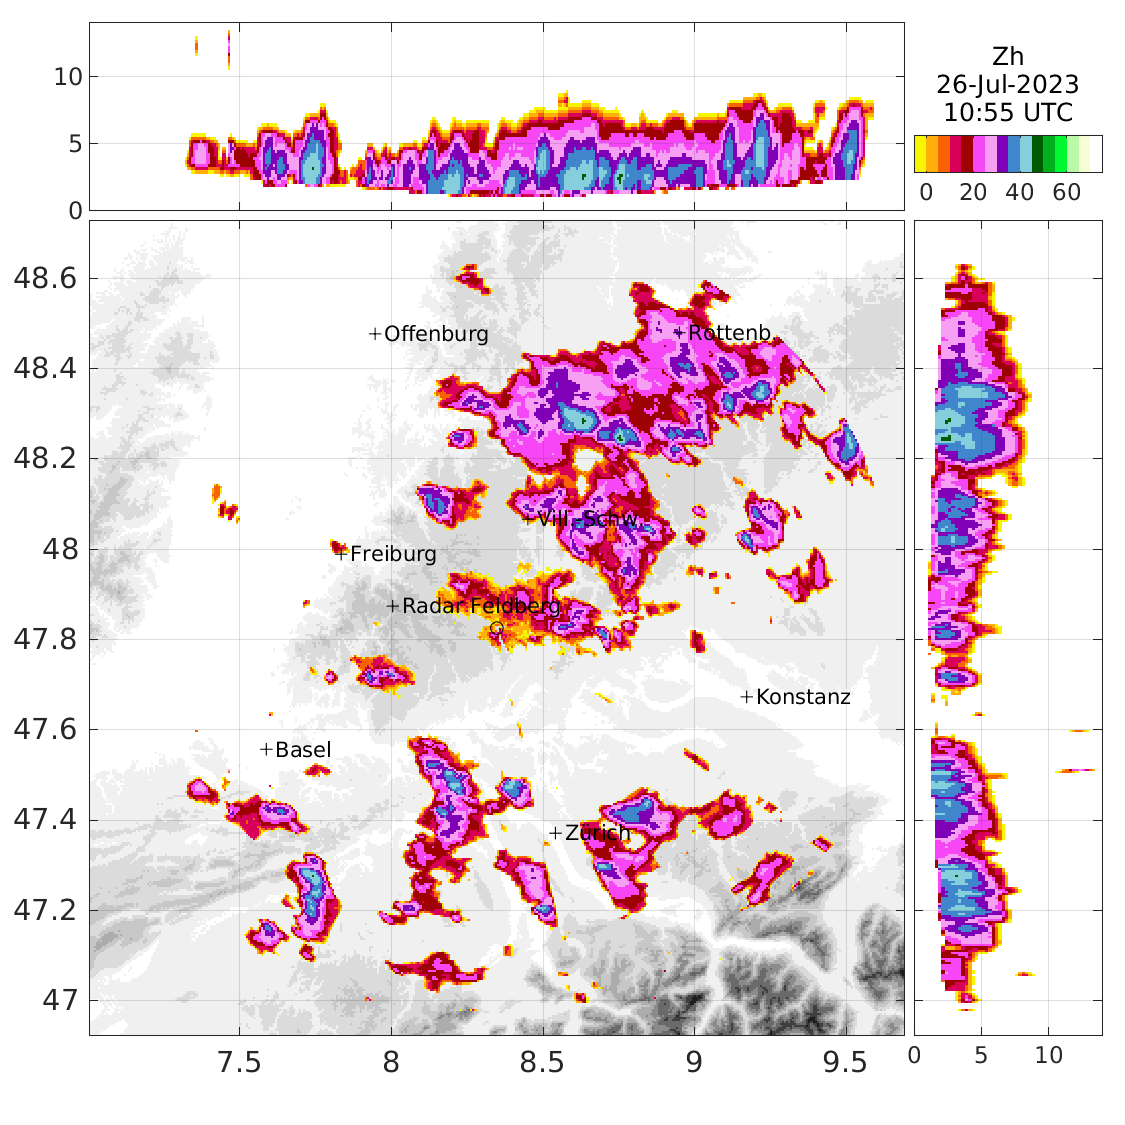 10
5
0
Zh
26-Jul-2023
10:55 UTC
0 20 40 60
48.6
Offenburg
Rottenb.
48.4
48.2
Vill.-Schw.
48
Freiburg
Radar Feldberg
47.8
Konstanz
47.6
Basel
47.4
Zürich
47.2
47
7.5 8 8.5 9 9.5
0 5 10